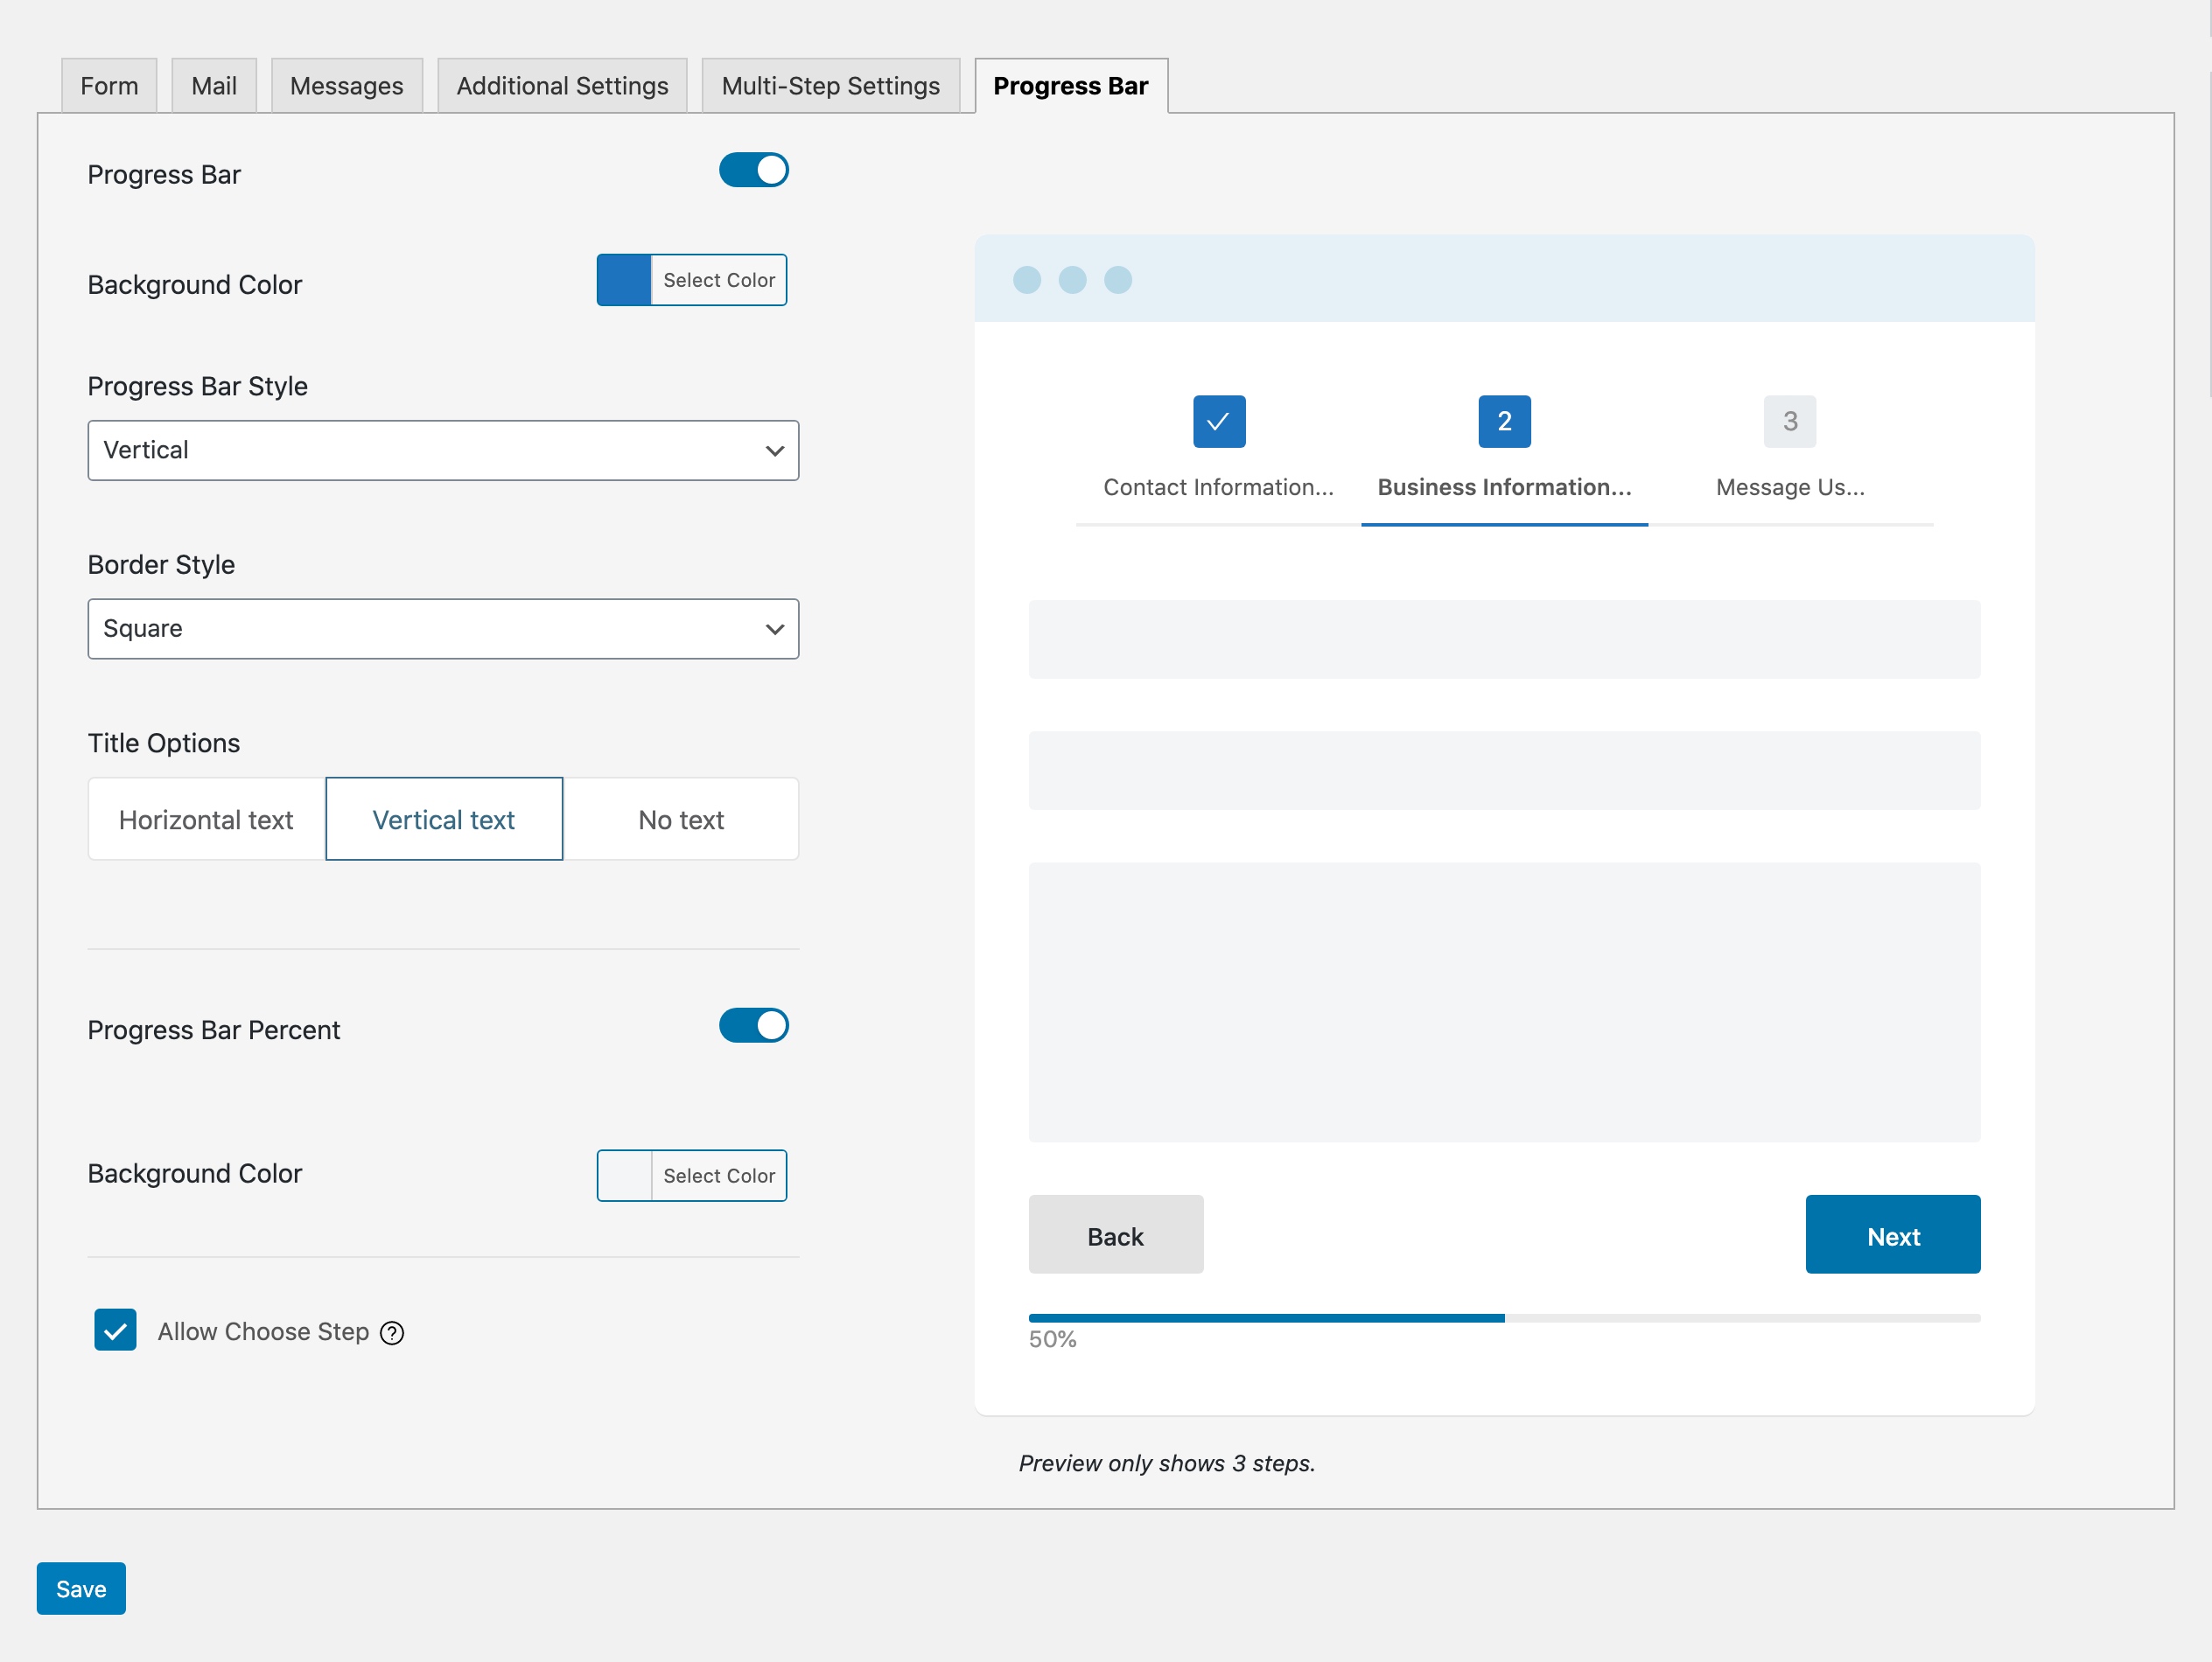 Form Mail Messages Additional Settings Multi-Step Settings Progress Bar
Progress Bar
Background Color
Select Color
Progress Bar Style
Vertical
Border Style
Square
Title Options
Horizontal text Vertical text No text
Progress Bar Percent
Background Color
Select Color
Allow Choose Step ?
2 3
Contact Information... Business Information... Message Us...
Back Next
50%
Preview only shows 3 steps.
Save